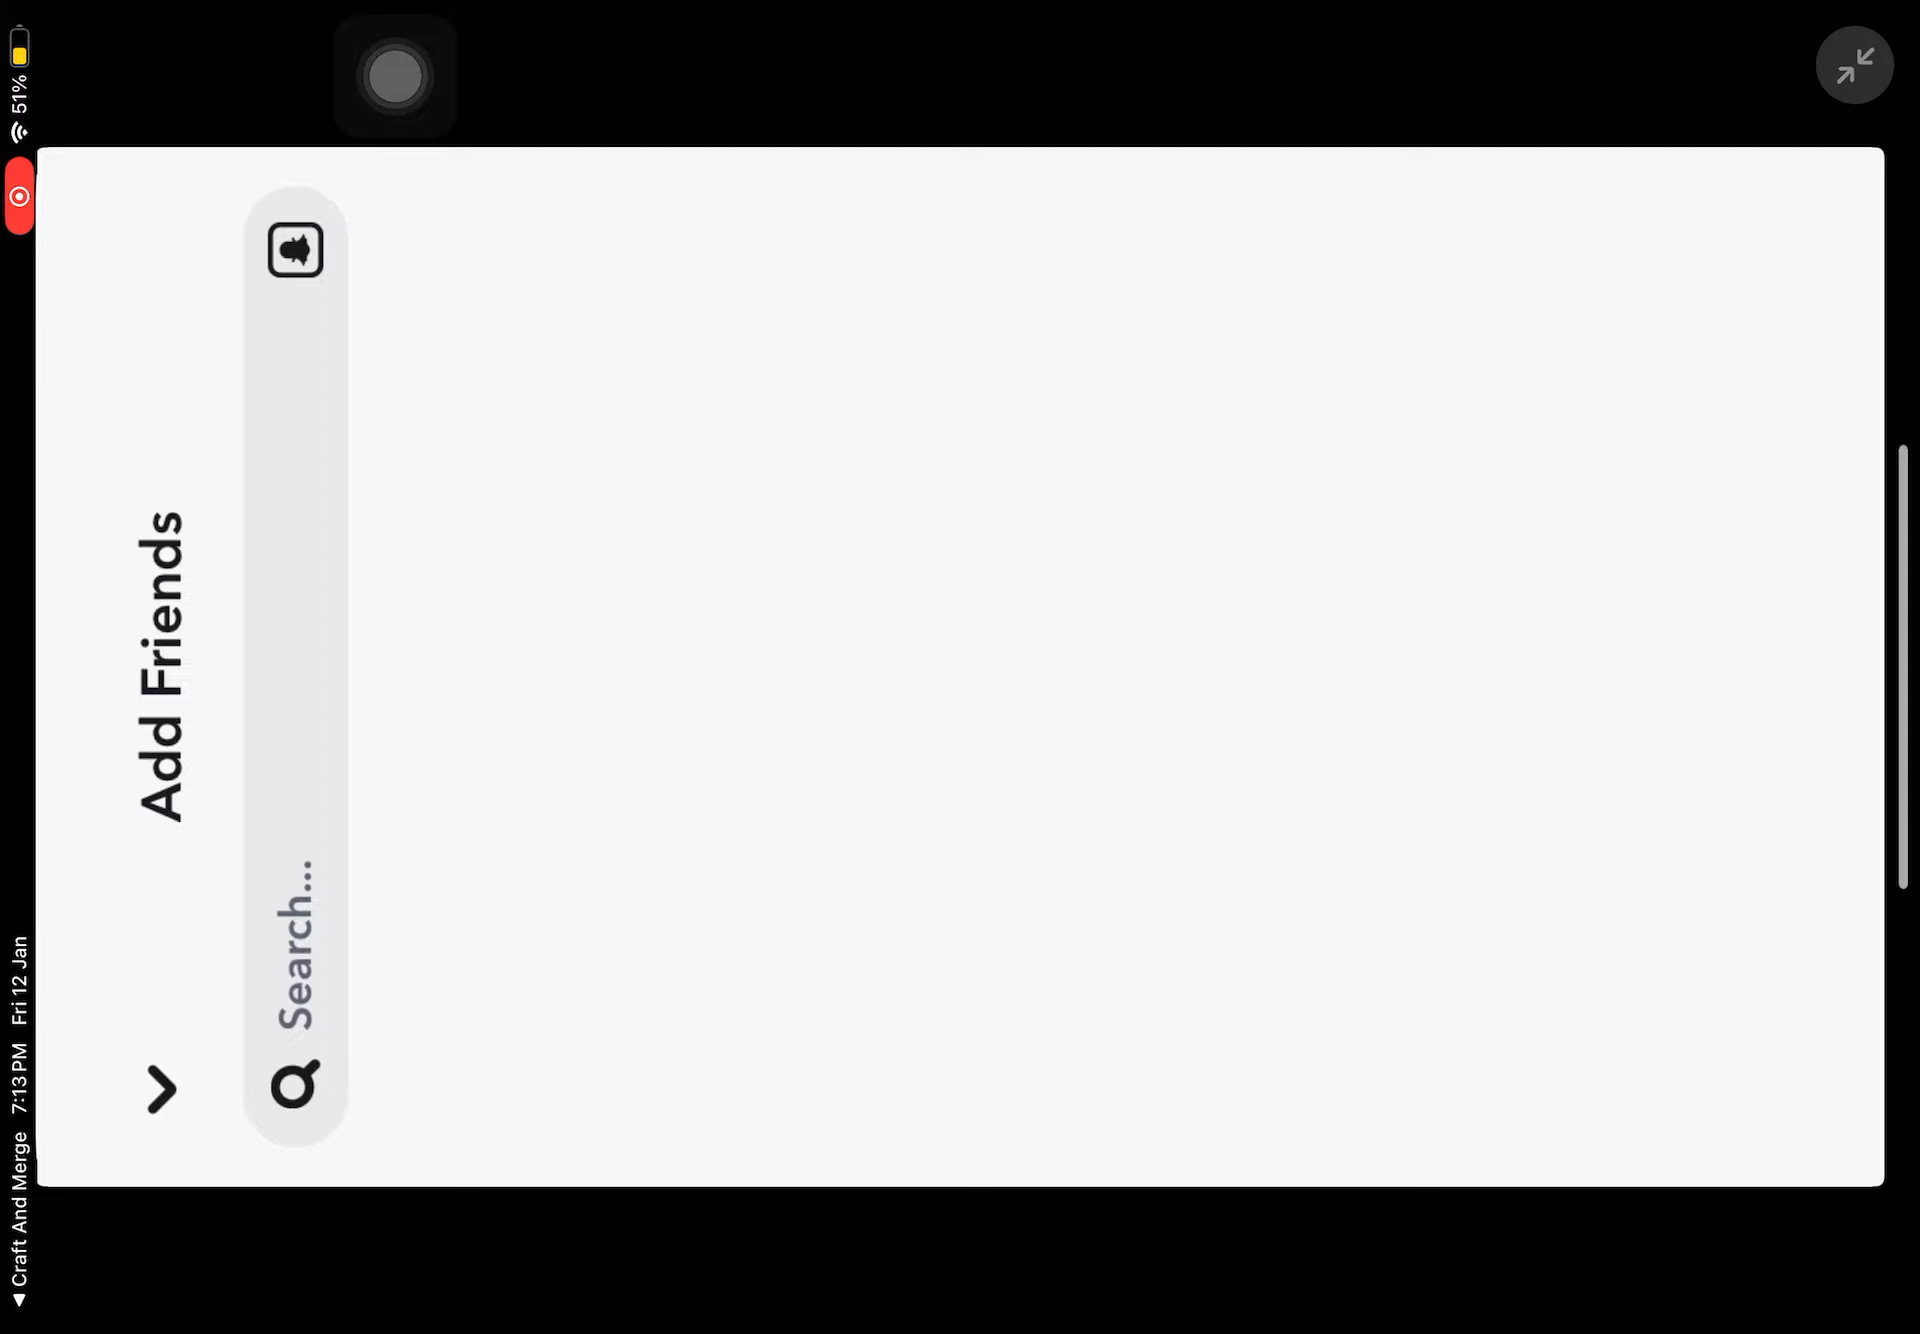 ◀ Craft And Merge 7:13 PM Fri 12 Jan 51%
Add Friends
Search...